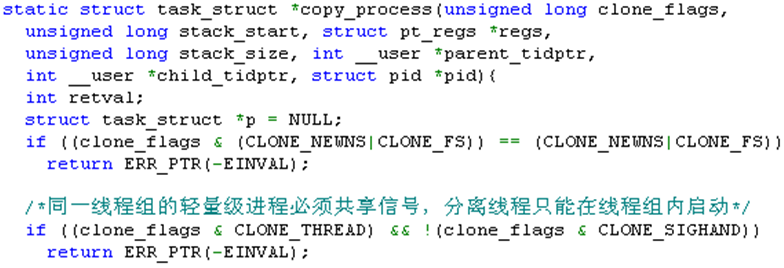 static struct task_struct *copy_process(unsigned long clone_flags,
unsigned long stack_start, struct pt_regs *regs,
unsigned long stack_size, int __user *parent_tidptr,
int __user *child_tidptr, struct pid *pid){
int retval;
struct task_struct *p = NULL;
if ((clone_flags & (CLONE_NEWNS|CLONE_FS)) == (CLONE_NEWNS|CLONE_FS))
return ERR_PTR(-EINVAL);
/*同一线程组的轻量级进程必须共享信号，分离线程只能在线程组内启动*/
if ((clone_flags & CLONE_THREAD) && !(clone_flags & CLONE_SIGHAND))
return ERR_PTR(-EINVAL);